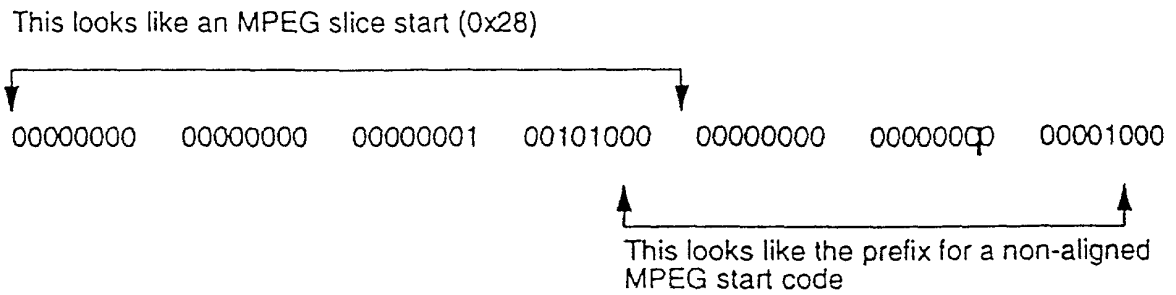 This looks like an MPEG slice start (0x28)
00000000 00000000 00000001 00101000 00000000 00000000 00001000
This looks like the prefix for a non-aligned
MPEG start code